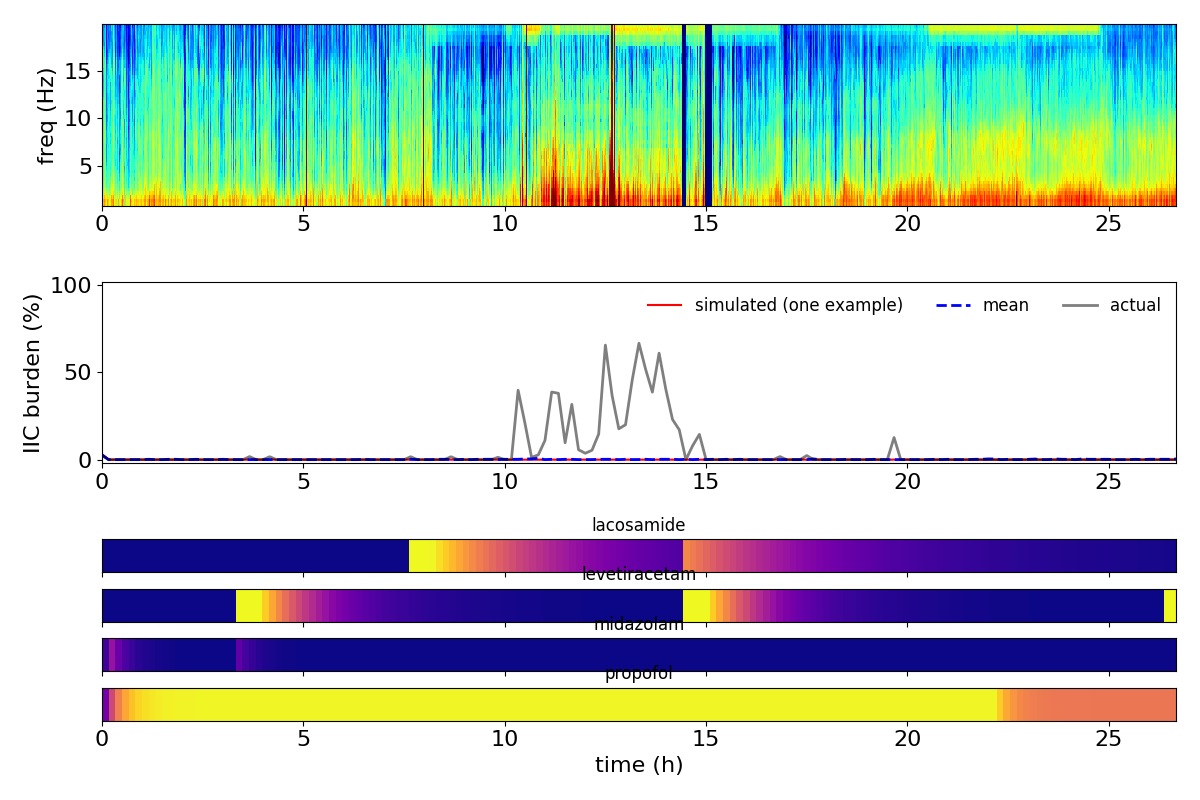 freq (Hz)
15
10
5
0 5 10 15 20 25
IIC burden (%)
100
50
0
simulated (one example) mean actual
0 5 10 15 20 25
lacosamide
levetiracetam
midazolam
propofol
0 5 10 15 20 25
time (h)